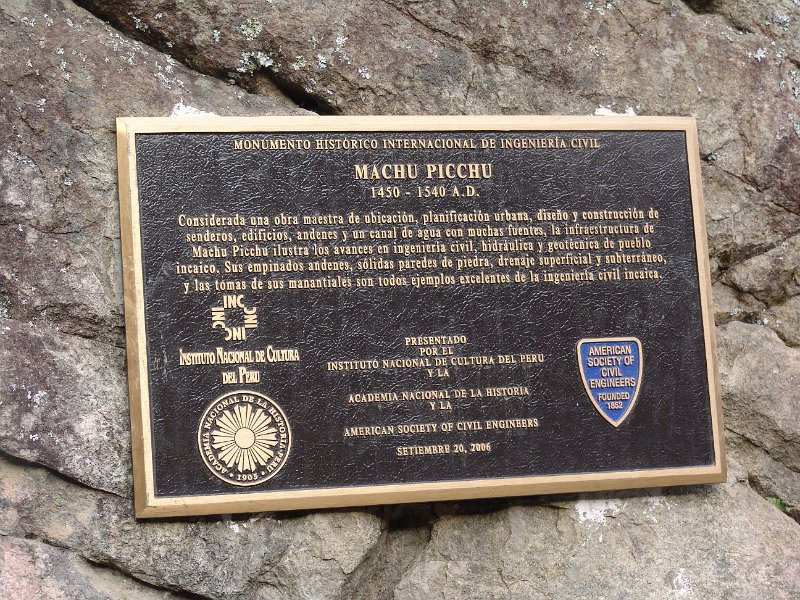 MONUMENTO HISTÓRICO INTERNACIONAL DE INGENIERÍA CIVIL
MACHU PICCHU
1450 - 1540 A.D.
Considerada una obra maestra de ubicación, planificación urbana, diseño y construcción de
senderos, edificios, andenes y un canal de agua con muchas fuentes, la infraestructura de
Machu Picchu ilustra los avances en ingeniería civil, hidráulica y geotécnica de pueblo
incaico. Sus empinados andenes, sólidas paredes de piedra, drenaje superficial y subterráneo,
y las tomas de sus manantiales son todos ejemplos excelentes de la ingeniería civil incaica.
INC
INC
INC
INC
INSTITUTO NACIONAL DE CULTURA
DEL PERU
ACADEMIA NACIONAL DE LA HISTORIA-PERU
• 1905 •
PRESENTADO
POR EL
INSTITUTO NACIONAL DE CULTURA DEL PERU
Y LA
ACADEMIA NACIONAL DE LA HISTORIA
Y LA
AMERICAN SOCIETY OF CIVIL ENGINEERS
SETIEMBRE 20, 2006
AMERICAN
SOCIETY OF
CIVIL
ENGINEERS
FOUNDED
1852